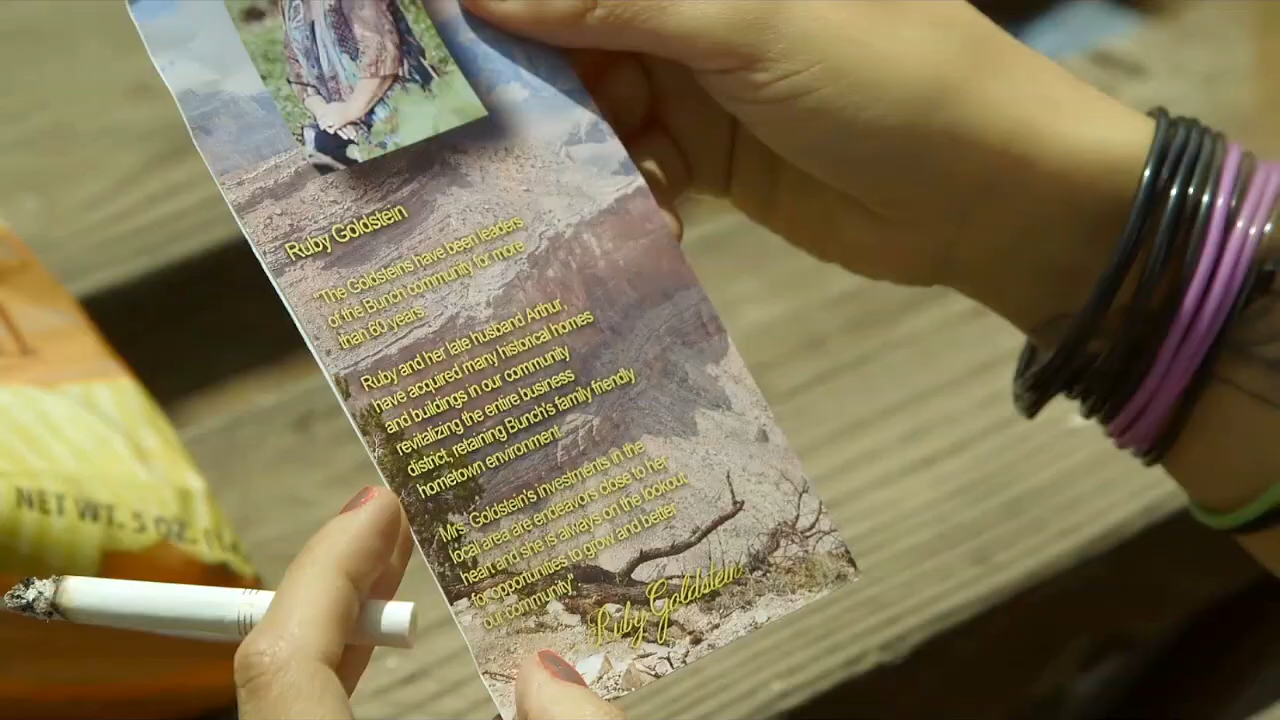 Ruby Goldstein
"The Goldsteins have been leaders
of the Bunch community for more
than 60 years.
Ruby and her late husband Arthur,
have acquired many historical homes
and buildings in our community
revitalizing the entire business
district, retaining Bunch's family friendly
hometown environment.
Mrs. Goldstein's investments in the
local area are endeavors close to her
heart and she is always on the lookout
for opportunities to grow and better
our community"
Ruby Goldstein
NET WT. 5 OZ.